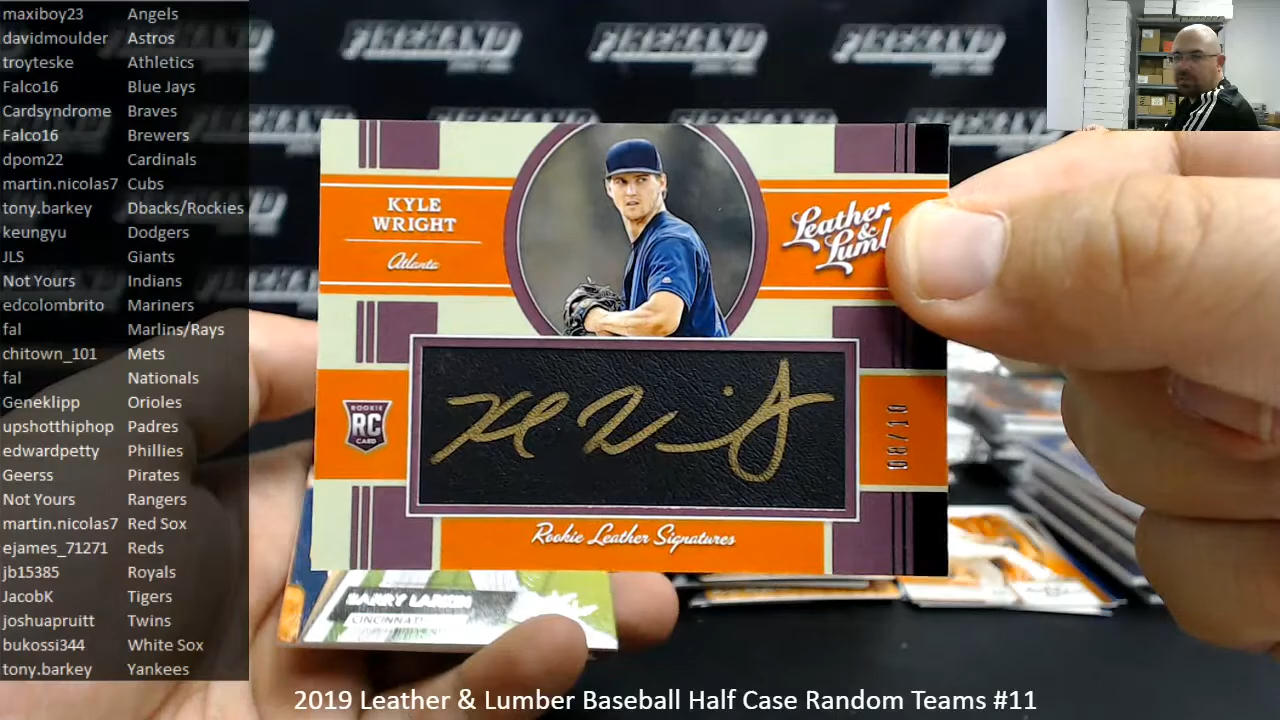 maxiboy23 Angels
davidmoulder Astros
troyteske Athletics
Falco16 Blue Jays
Cardsyndrome Braves
Falco16 Brewers
dpom22 Cardinals
martin.nicolas7 Cubs
tony.barkey Dbacks/Rockies
keungyu Dodgers
JLS Giants
Not Yours Indians
edcolombrito Mariners
fal Marlins/Rays
chitown_101 Mets
fal Nationals
Geneklipp Orioles
upshotthiphop Padres
edwardpetty Phillies
Geerss Pirates
Not Yours Rangers
martin.nicolas7 Red Sox
ejames_71271 Reds
jb15385 Royals
JacobK Tigers
joshuapruitt Twins
bukossi344 White Sox
tony.barkey Yankees
FIREHAND FIREHAND FIREHAND
KYLE
WRIGHT
Atlanta
Leather
&
ROOKIE
RC
CARD
08/10
Rookie Leather Signatures
BARRY LARKIN
CINCINNATI
2019 Leather & Lumber Baseball Half Case Random Teams #11